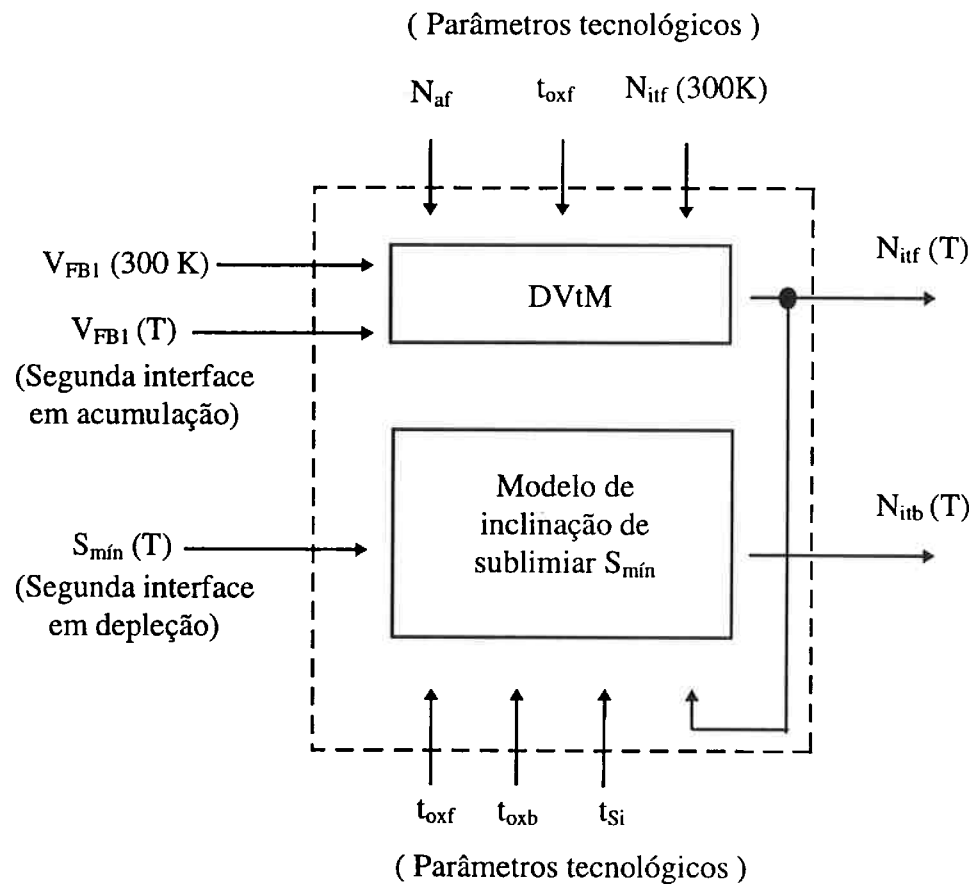 ( Parâmetros tecnológicos )
N_af t_oxf N_itf (300K)
V_FB1 (300 K)
N_itf (T)
DVtM
V_FB1 (T)
(Segunda interface
em acumulação)
Modelo de
inclinação de
sublimiar S_mín
N_itb (T)
S_mín (T)
(Segunda interface
em depleção)
t_oxf t_oxb t_Si
( Parâmetros tecnológicos )